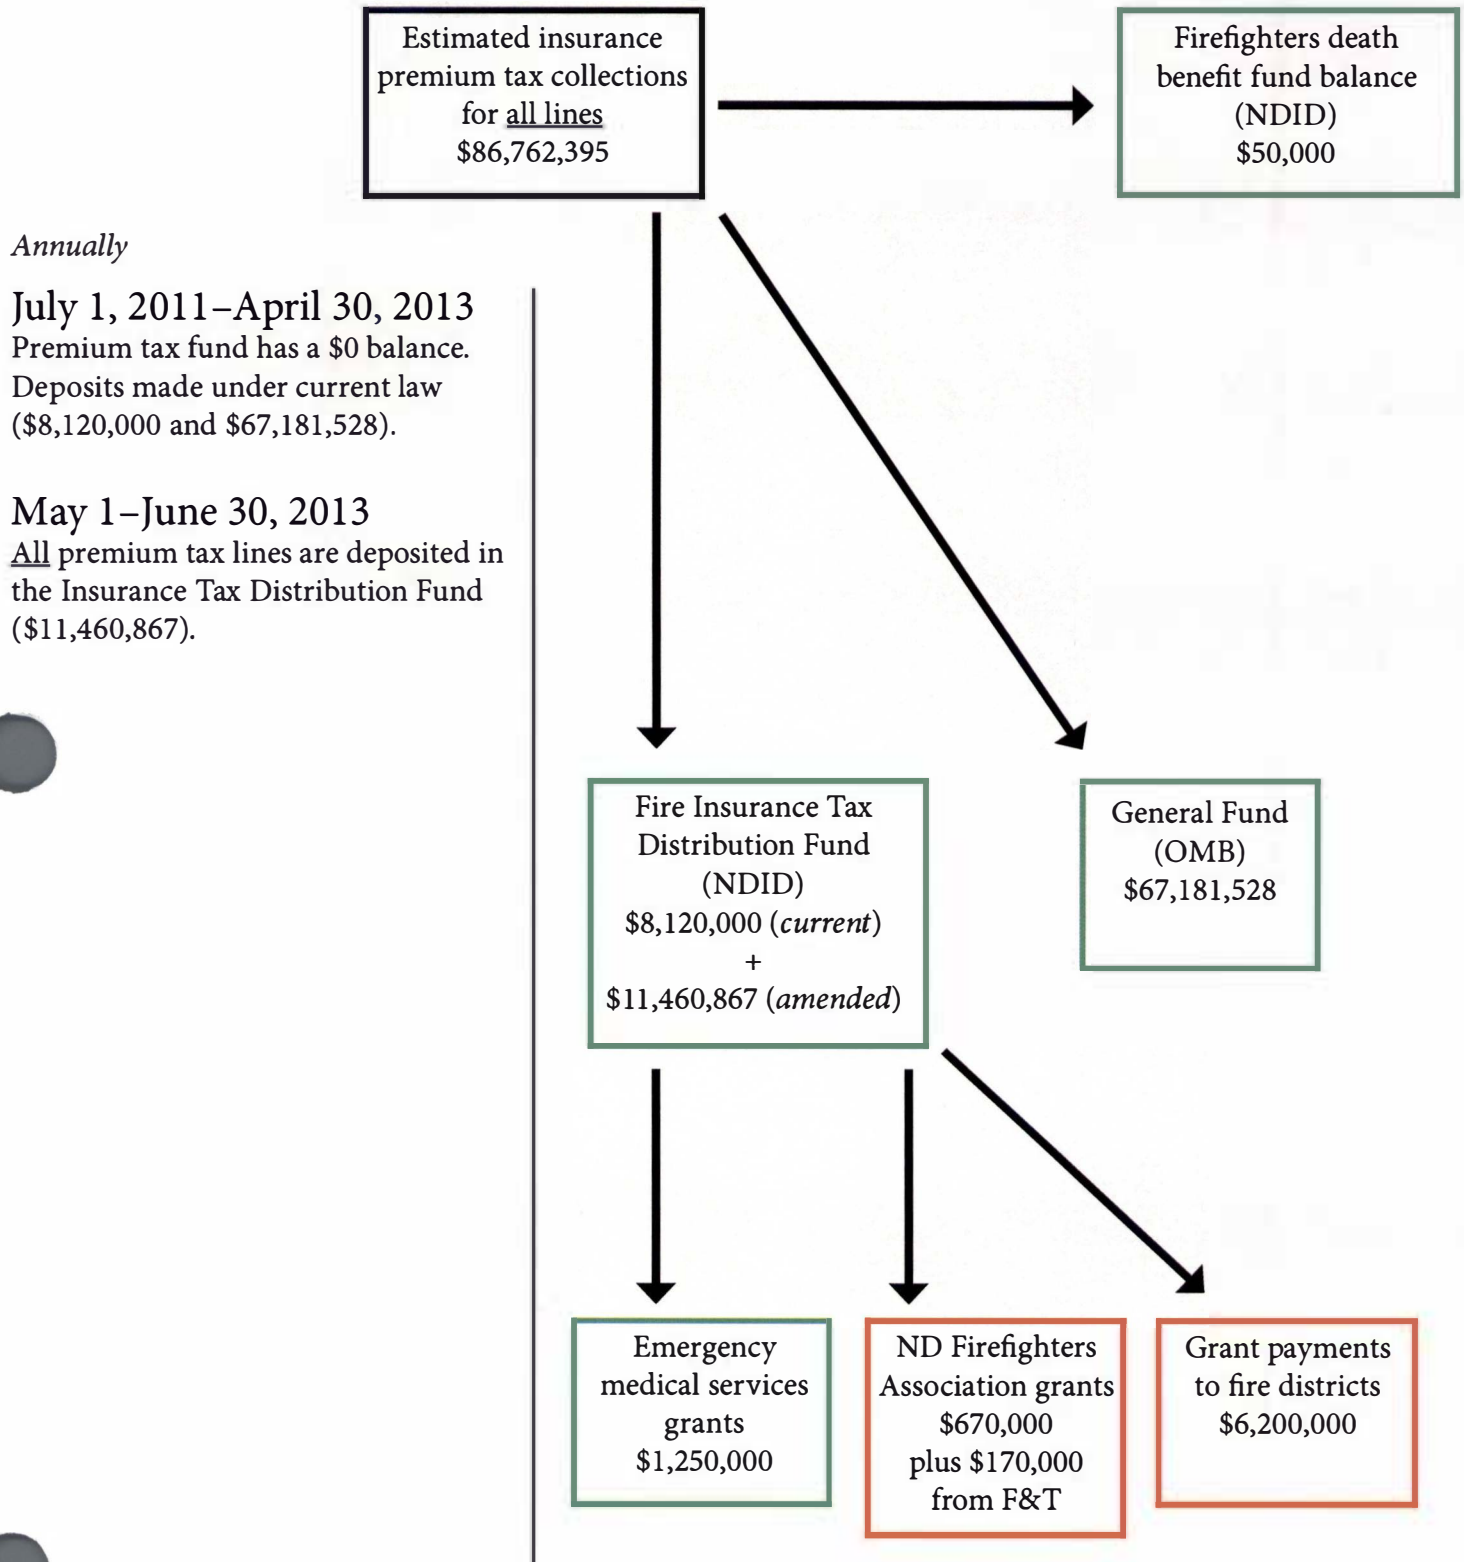 Estimated insurance
premium tax collections
for all lines
$86,762,395
Firefighters death
benefit fund balance
(NDID)
$50,000
Annually
July 1, 2011–April 30, 2013
Premium tax fund has a $0 balance.
Deposits made under current law
($8,120,000 and $67,181,528).
May 1–June 30, 2013
All premium tax lines are deposited in
the Insurance Tax Distribution Fund
($11,460,867).
Fire Insurance Tax
Distribution Fund
(NDID)
$8,120,000 (current)
+
$11,460,867 (amended)
General Fund
(OMB)
$67,181,528
Emergency
medical services
grants
$1,250,000
ND Firefighters
Association grants
$670,000
plus $170,000
from F&T
Grant payments
to fire districts
$6,200,000